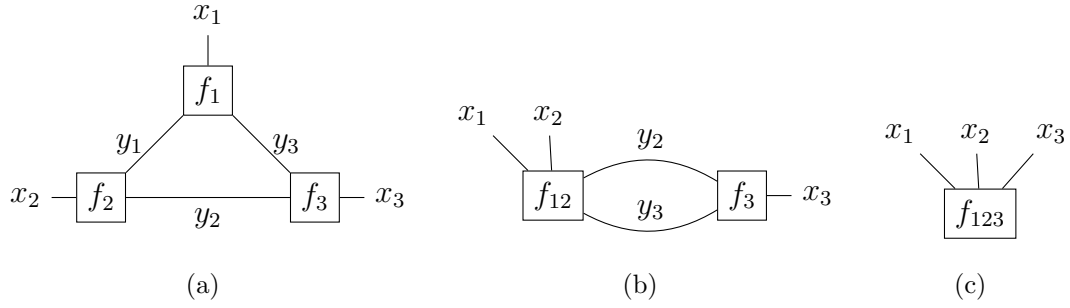 x₁
f₁
y₁ y₃
x₂ f₂ y₂ f₃ x₃
(a)
x₁ x₂ y₂
f₁₂ f₃ x₃
y₃
(b)
x₁ x₂ x₃
f₁₂₃
(c)